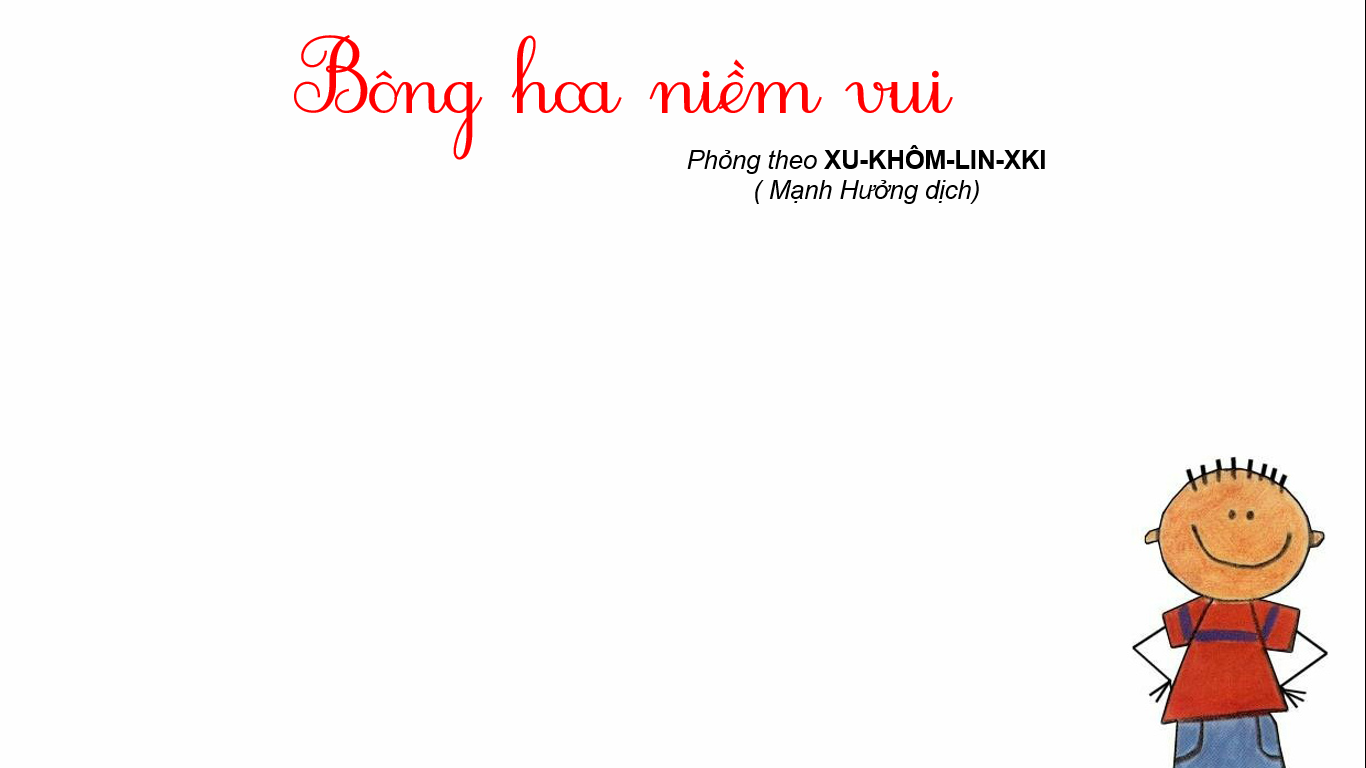 Bông hoa niềm vui
Phỏng theo XU-KHÔM-LIN-XKI
( Mạnh Hưởng dịch)